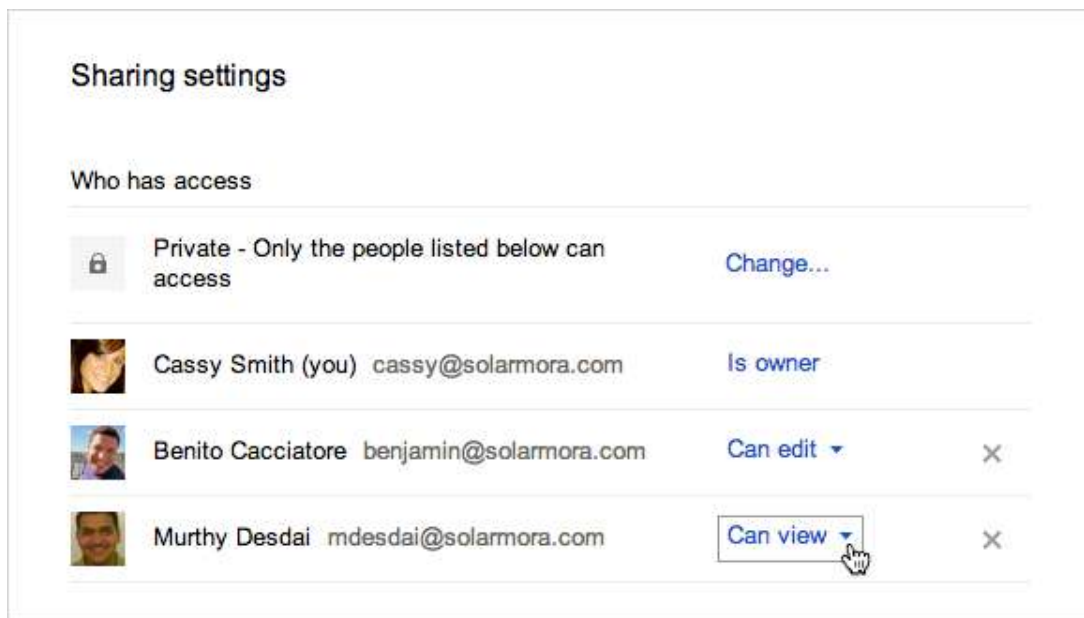 Sharing settings
Who has access
Private - Only the people listed below can
access
Change...
Cassy Smith (you) cassy@solarmora.com Is owner
Benito Cacciatore benjamin@solarmora.com Can edit
Murthy Desdai mdesdai@solarmora.com Can view